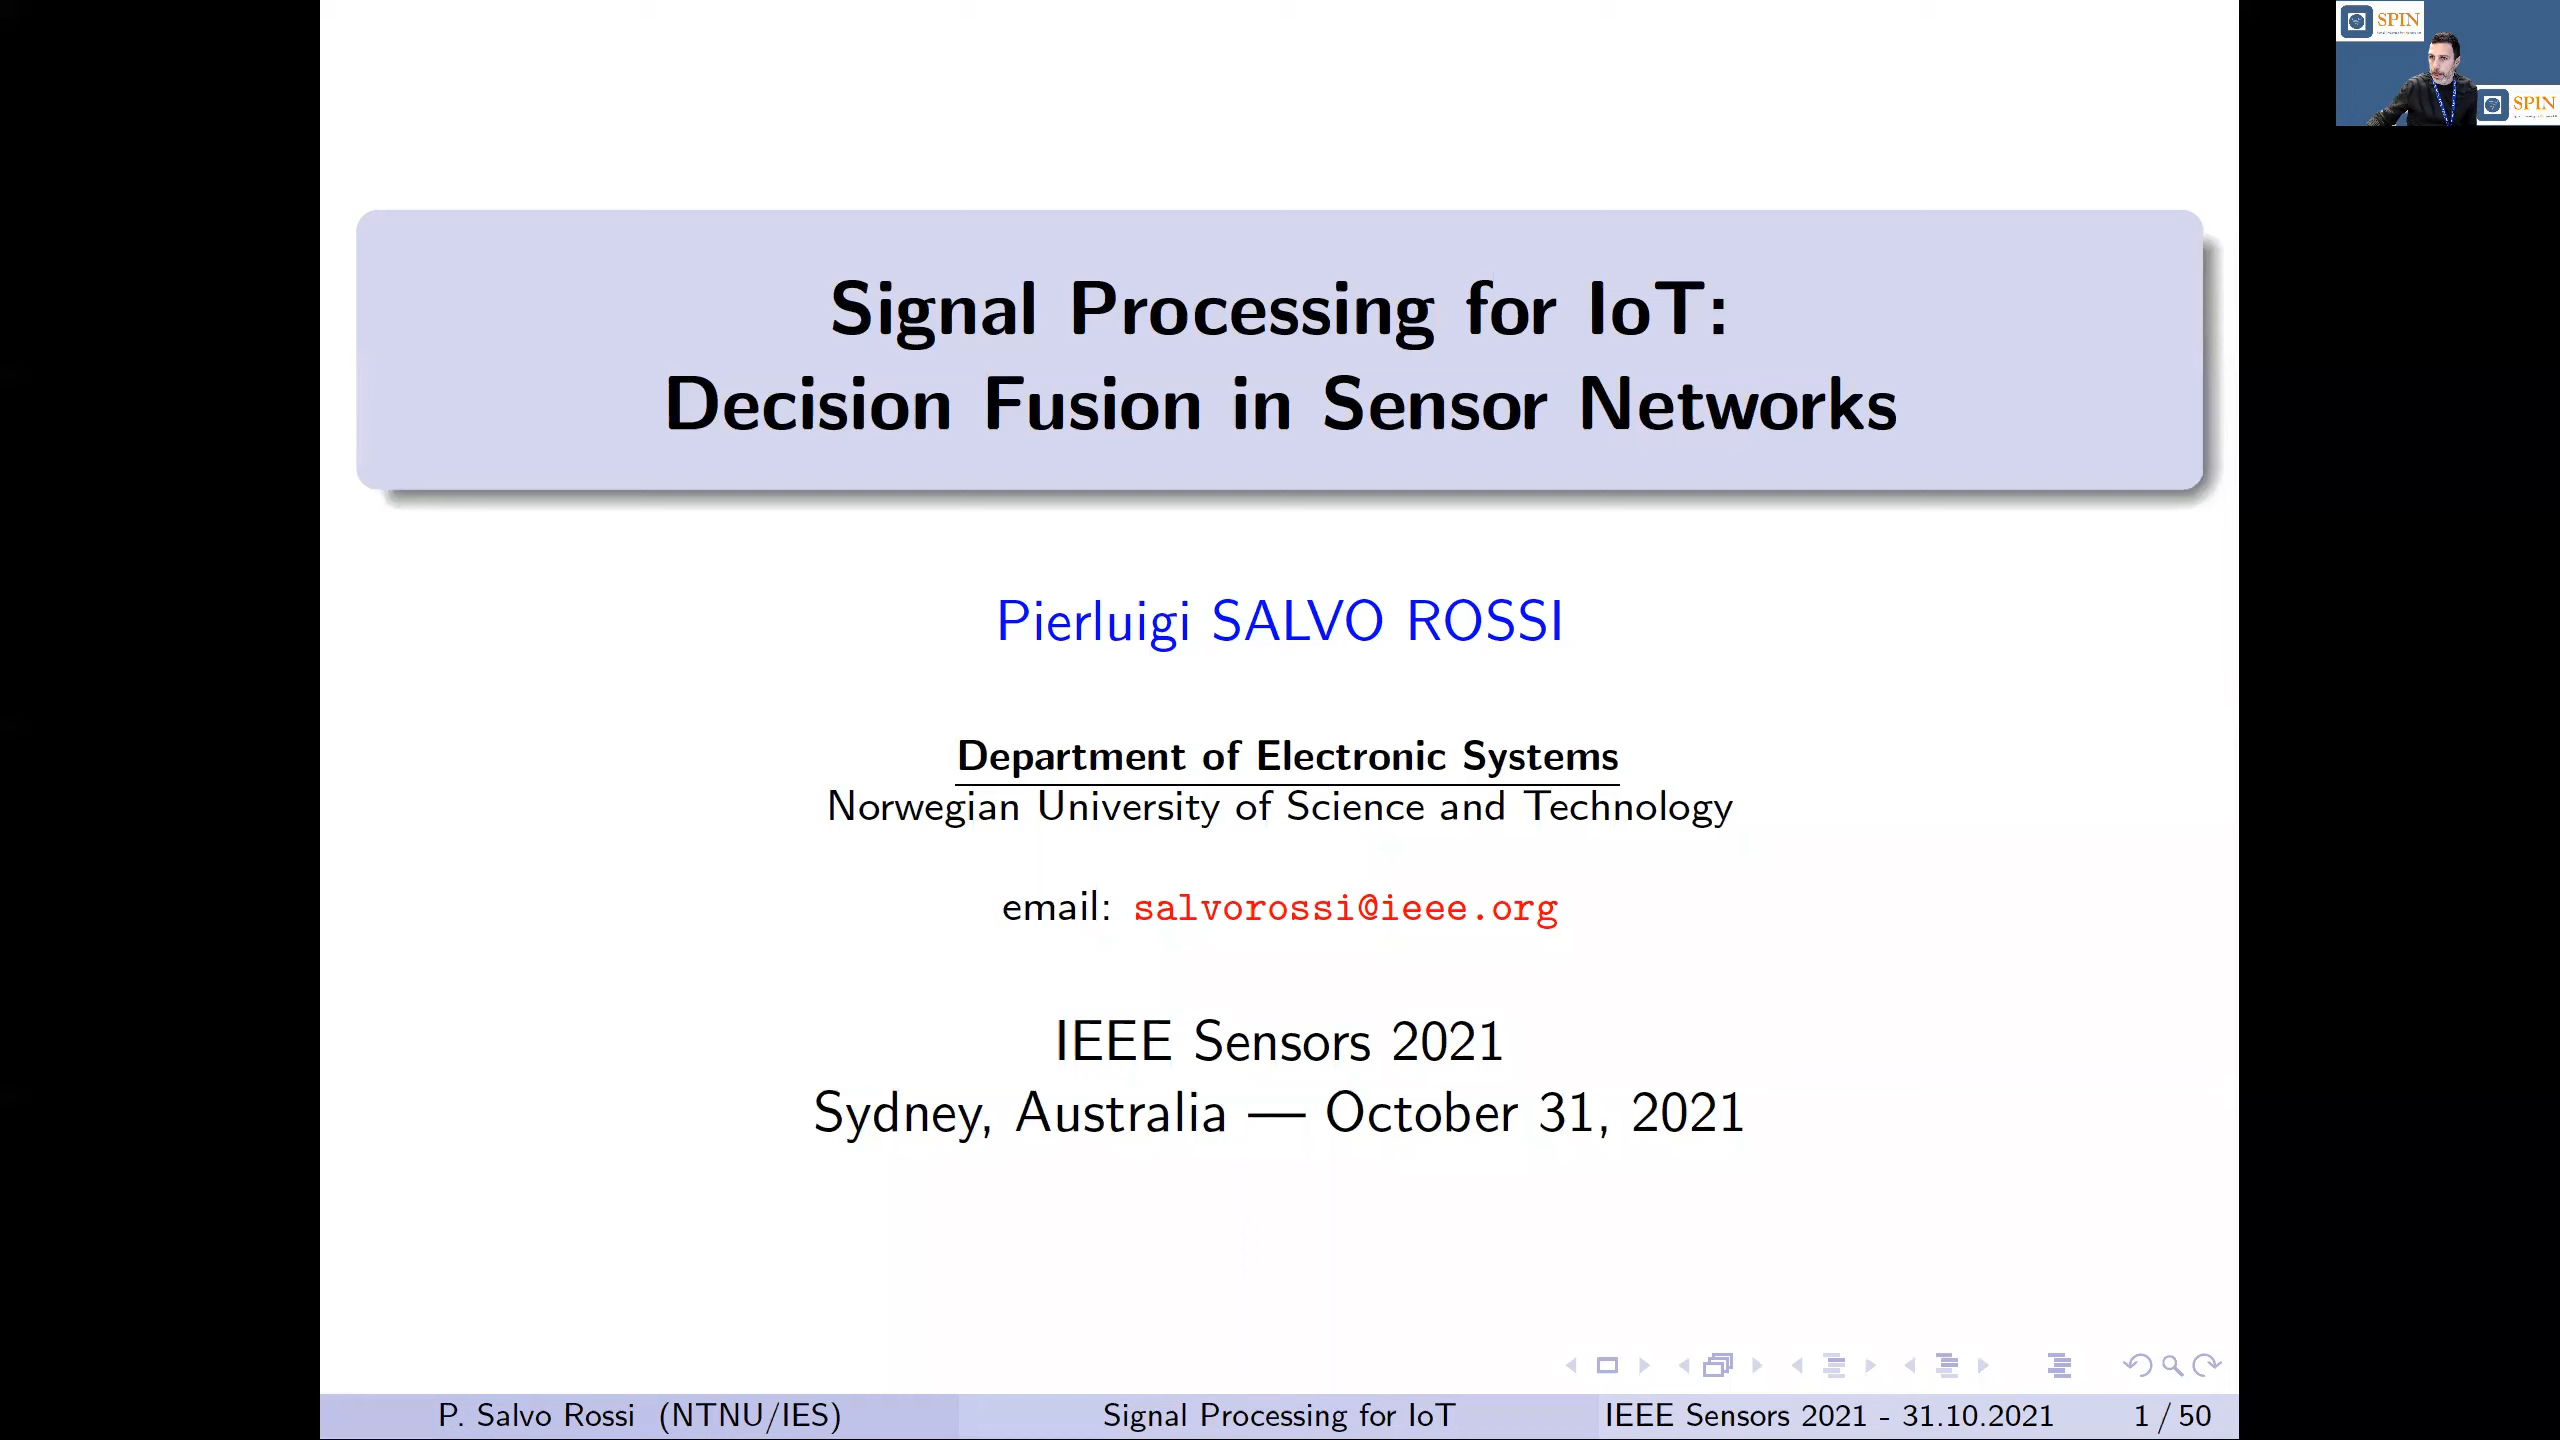 SPIN
SPIN
Signal Processing for IoT:
Decision Fusion in Sensor Networks
Pierluigi SALVO ROSSI
Department of Electronic Systems
Norwegian University of Science and Technology
email: salvorossi@ieee.org
IEEE Sensors 2021
Sydney, Australia — October 31, 2021
P. Salvo Rossi (NTNU/IES)
Signal Processing for IoT
IEEE Sensors 2021 - 31.10.2021
1 / 50